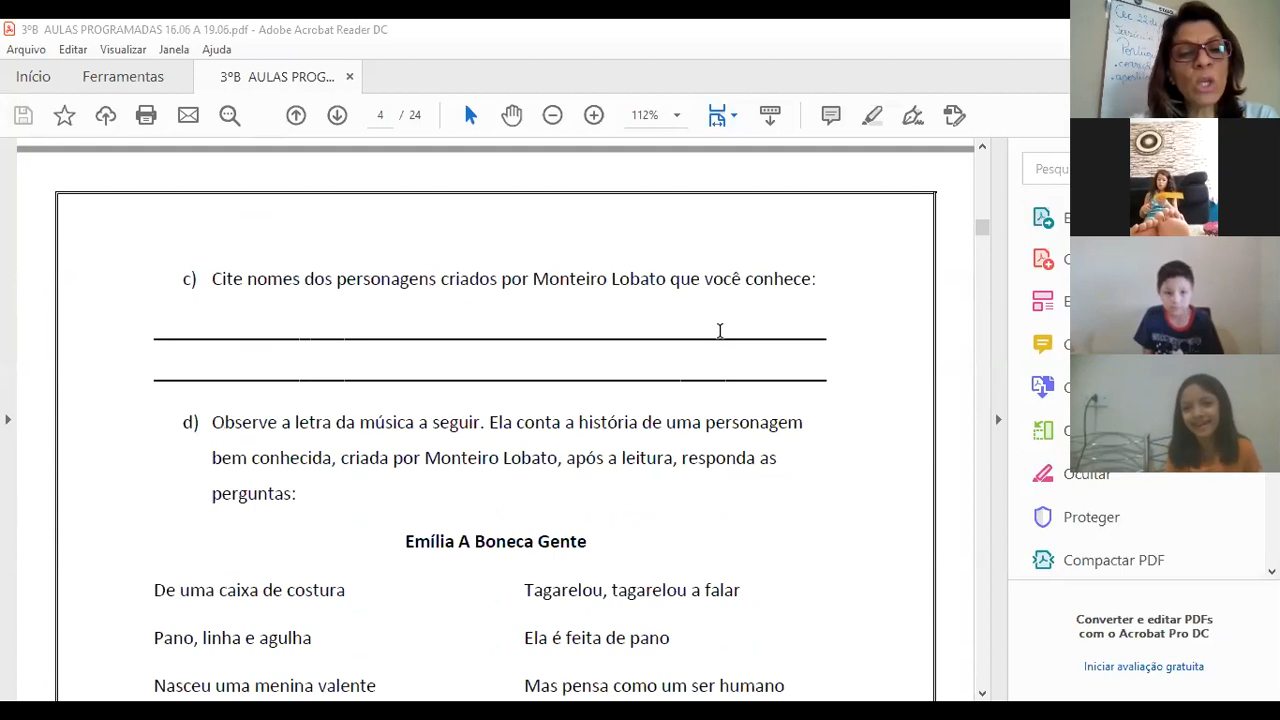 3ºB AULAS PROGRAMADAS 16.06 A 19.06.pdf - Adobe Acrobat Reader DC
Arquivo Editar Visualizar Janela Ajuda
Início Ferramentas 3ºB AULAS PROG... ×
4 / 24 112%
Pesqu
c) Cite nomes dos personagens criados por Monteiro Lobato que você conhece:
d) Observe a letra da música a seguir. Ela conta a história de uma personagem
bem conhecida, criada por Monteiro Lobato, após a leitura, responda as
perguntas:
Emília A Boneca Gente
De uma caixa de costura
Pano, linha e agulha
Nasceu uma menina valente
Tagarelou, tagarelou a falar
Ela é feita de pano
Mas pensa como um ser humano
Ocultar
Proteger
Compactar PDF
Converter e editar PDFs
com o Acrobat Pro DC
Iniciar avaliação gratuita